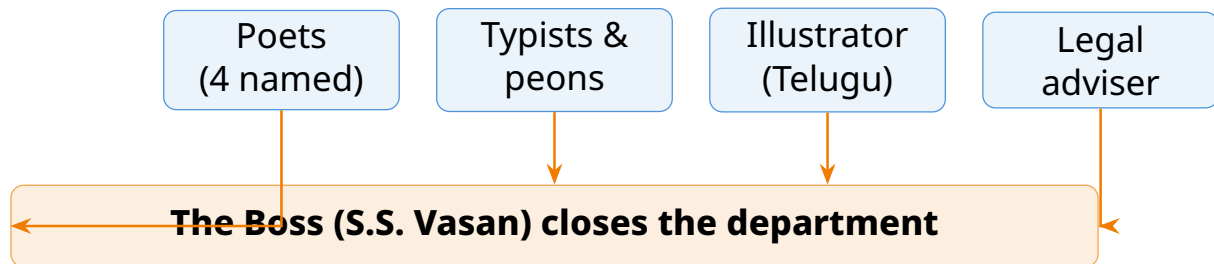 Poets
(4 named)
Typists &
peons
Illustrator
(Telugu)
Legal
adviser
The Boss (S.S. Vasan) closes the department